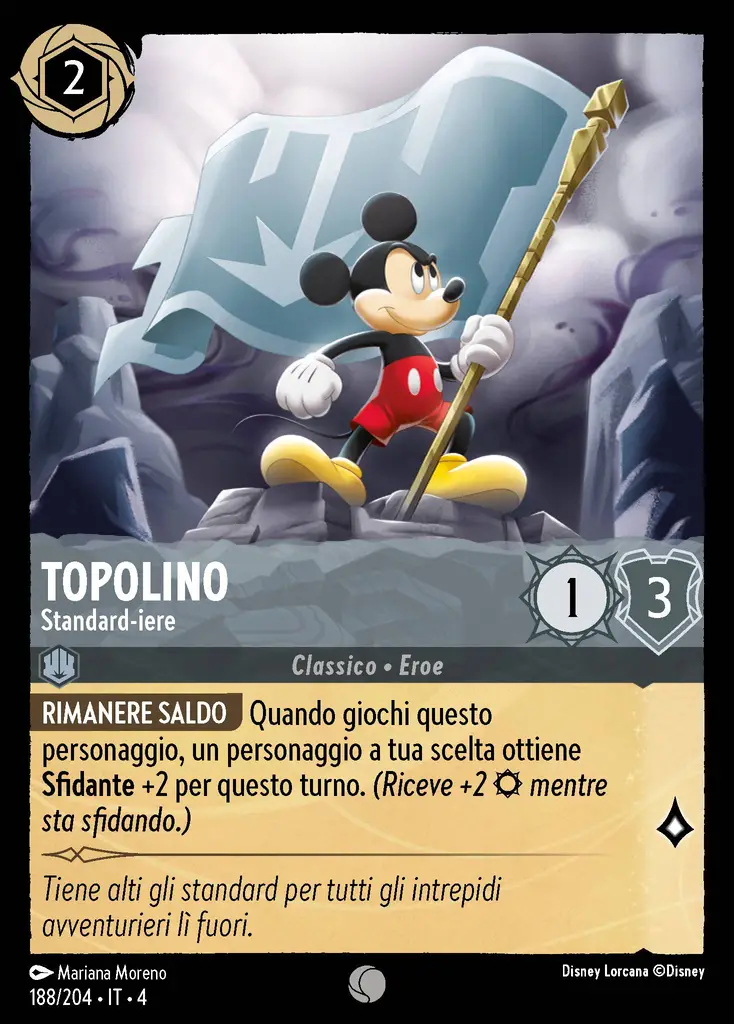 2
TOPOLINO
Standard-iere
1
3
Classico • Eroe
RIMANERE SALDO Quando giochi questo
personaggio, un personaggio a tua scelta ottiene
Sfidante +2 per questo turno. (Riceve +2 mentre
sta sfidando.)
Tiene alti gli standard per tutti gli intrepidi
avventurieri lì fuori.
Mariana Moreno
Disney Lorcana ©Disney
188/204 • IT • 4